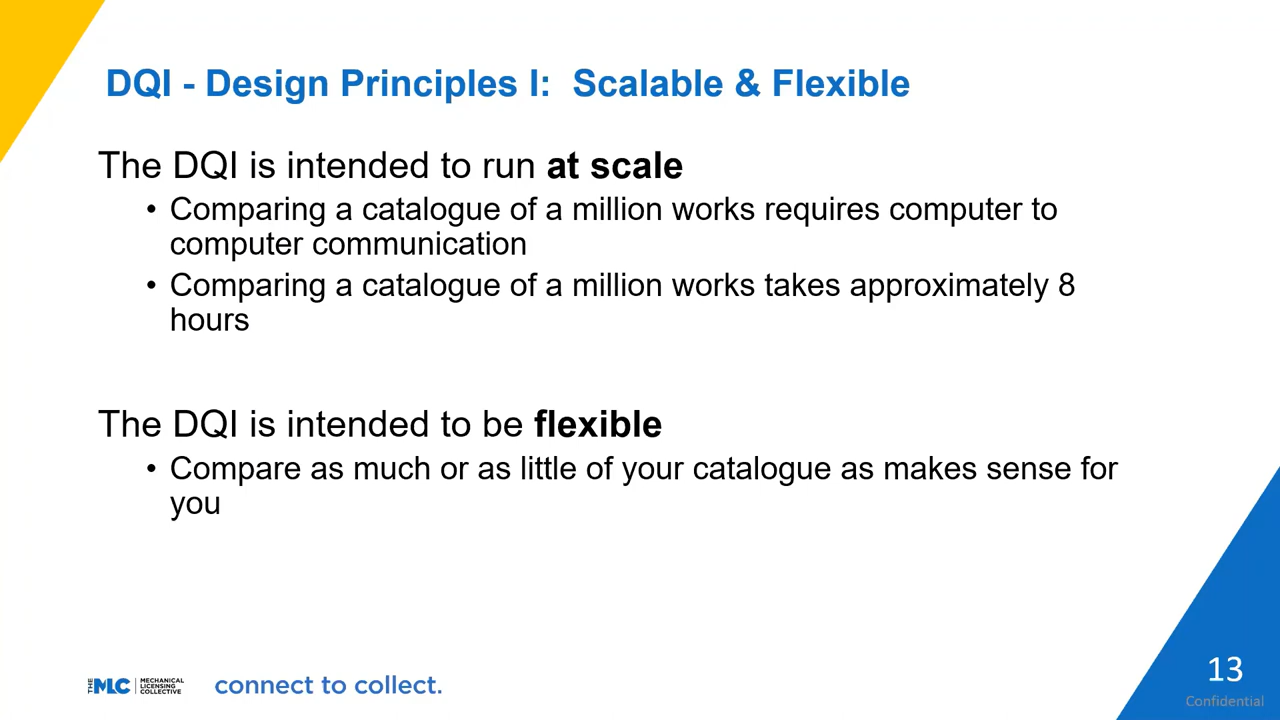 DQI - Design Principles I: Scalable & Flexible
The DQI is intended to run at scale
• Comparing a catalogue of a million works requires computer to
computer communication
• Comparing a catalogue of a million works takes approximately 8
hours
The DQI is intended to be flexible
• Compare as much or as little of your catalogue as makes sense for
you
THE MLC
MECHANICAL
LICENSING
COLLECTIVE
connect to collect.
13
Confidential